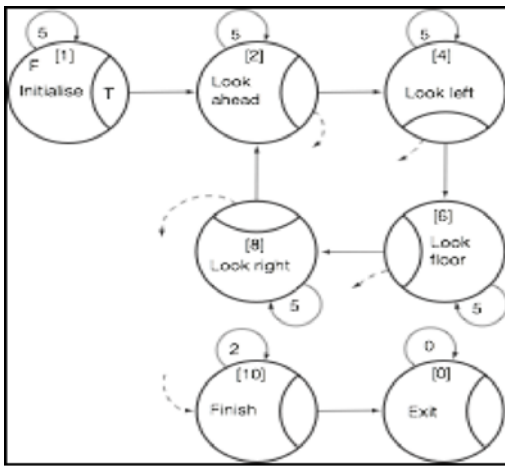 5
[1]
F
Initialise
T
5
[2]
Look
ahead
5
[4]
Look left
[8]
Look right
5
[6]
Look
floor
5
2
[10]
Finish
0
[0]
Exit